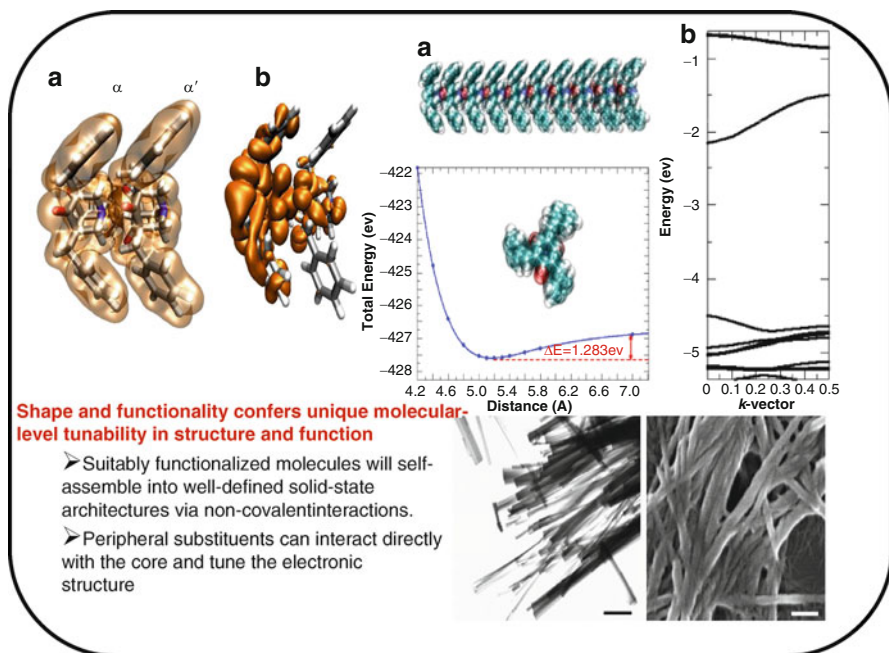 a
α
α′
b
a
b
−422
−423
−424
−425
−426
−427
−428
Total Energy (ev)
ΔE=1.283ev
4.2 4.6 5.0 5.4 5.8 6.2 6.6 7.0
Distance (A)
−1
−2
−3
−4
−5
Energy (ev)
0 0.1 0.2 0.3 0.4 0.5
k-vector
Shape and functionality confers unique molecular-
level tunability in structure and function
➢Suitably functionalized molecules will self-
assemble into well-defined solid-state
architectures via non-covalentinteractions.
➢Peripheral substituents can interact directly
with the core and tune the electronic
structure